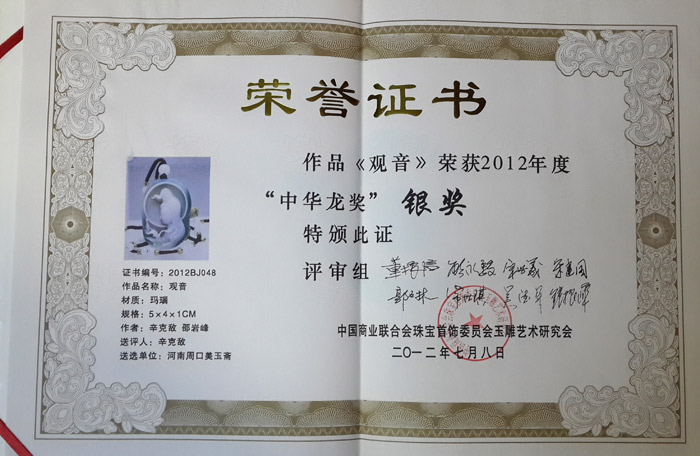 荣誉证书
作品《观音》荣获2012年度
“中华龙奖” 银奖
特颁此证
评审组
中国商业联合会珠宝首饰委员会玉雕艺术研究会
二〇一二年七月八日
证书编号：2012BJ048
作品名称：观音
材质：玛瑙
规格：5×4×1CM
作者：辛克敌 邵岩峰
送评人：辛克敌
送选单位：河南周口美玉斋